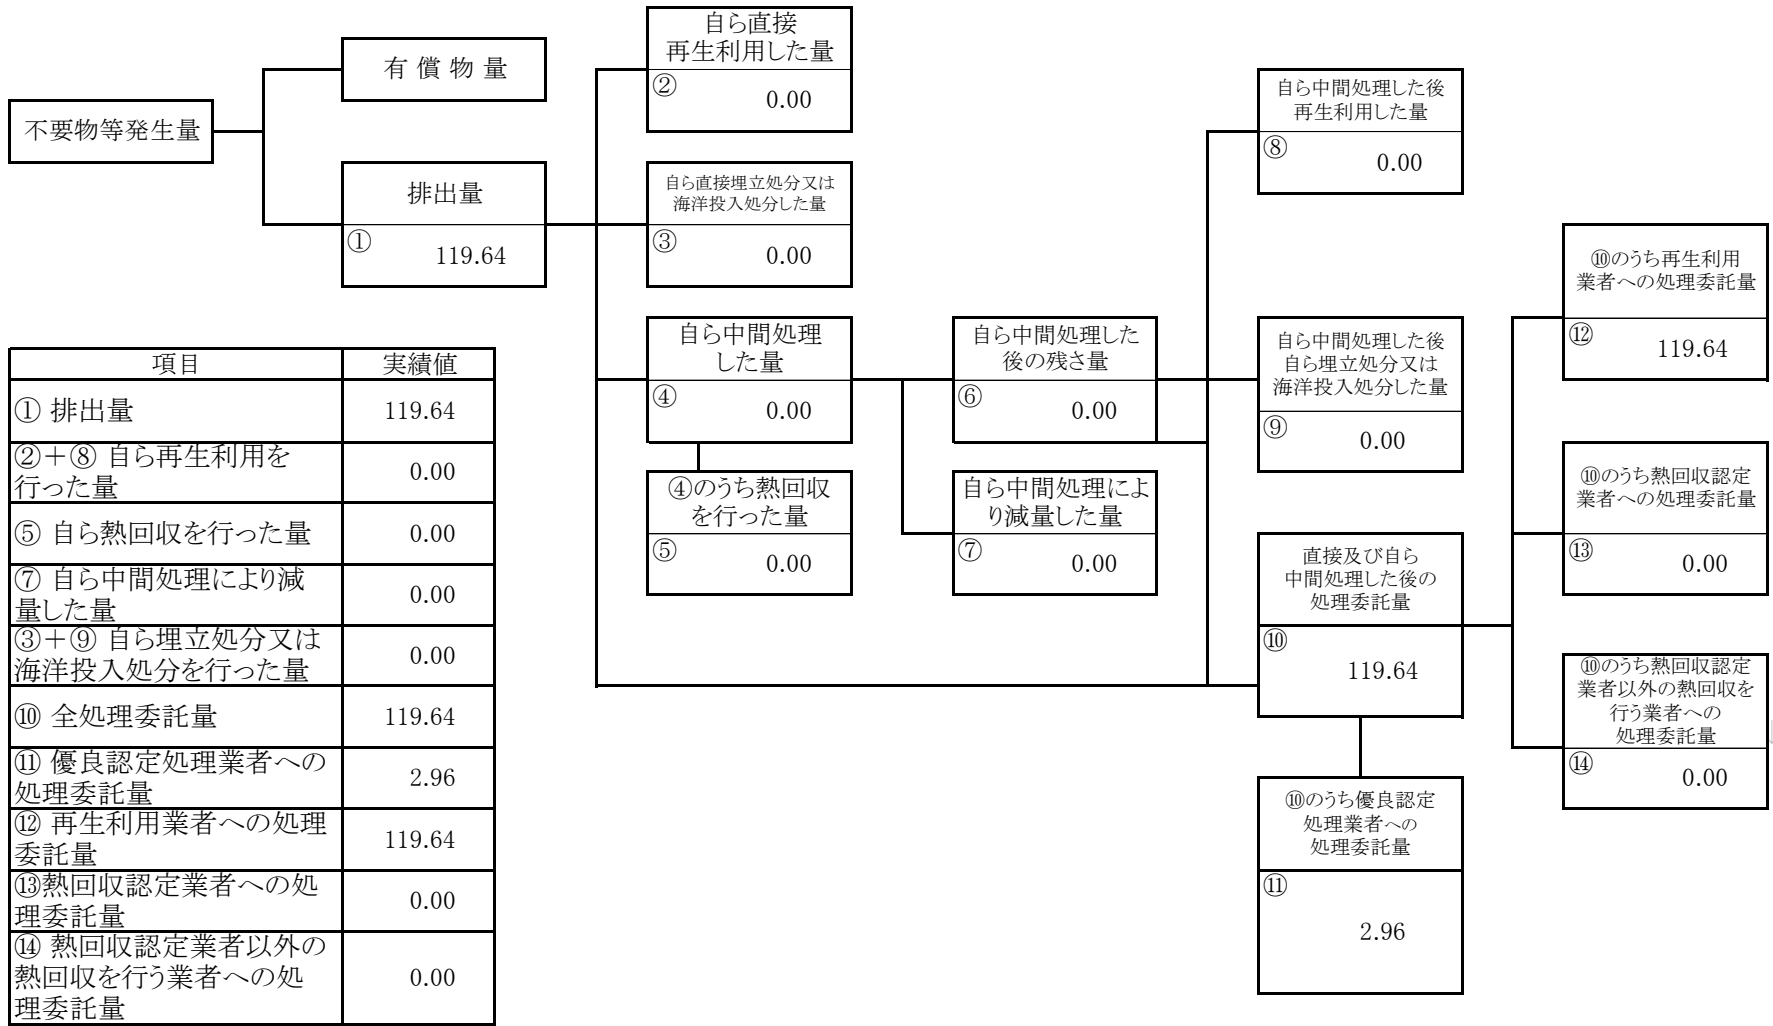 不要物等発生量
有償物量
排出量
①
119.64
自ら直接
再生利用した量
②
0.00
自ら直接埋立処分又は
海洋投入処分した量
③
0.00
自ら中間処理
した量
④
0.00
④のうち熱回収
を行った量
⑤
0.00
自ら中間処理した
後の残さ量
⑥
0.00
自ら中間処理によ
り減量した量
⑦
0.00
自ら中間処理した後
再生利用した量
⑧
0.00
自ら中間処理した後
自ら埋立処分又は
海洋投入処分した量
⑨
0.00
直接及び自ら
中間処理した後の
処理委託量
⑩
119.64
⑩のうち優良認定
処理業者への
処理委託量
⑪
2.96
⑩のうち再生利用
業者への処理委託量
⑫
119.64
⑩のうち熱回収認定
業者への処理委託量
⑬
0.00
⑩のうち熱回収認定
業者以外の熱回収を
行う業者への
処理委託量
⑭
0.00
項目 実績値
① 排出量 119.64
②＋⑧ 自ら再生利用を
行った量 0.00
⑤ 自ら熱回収を行った量 0.00
⑦ 自ら中間処理により減
量した量 0.00
③＋⑨ 自ら埋立処分又は
海洋投入処分を行った量 0.00
⑩ 全処理委託量 119.64
⑪ 優良認定処理業者への
処理委託量 2.96
⑫ 再生利用業者への処理
委託量 119.64
⑬熱回収認定業者への処
理委託量 0.00
⑭ 熱回収認定業者以外の
熱回収を行う業者への処
理委託量 0.00